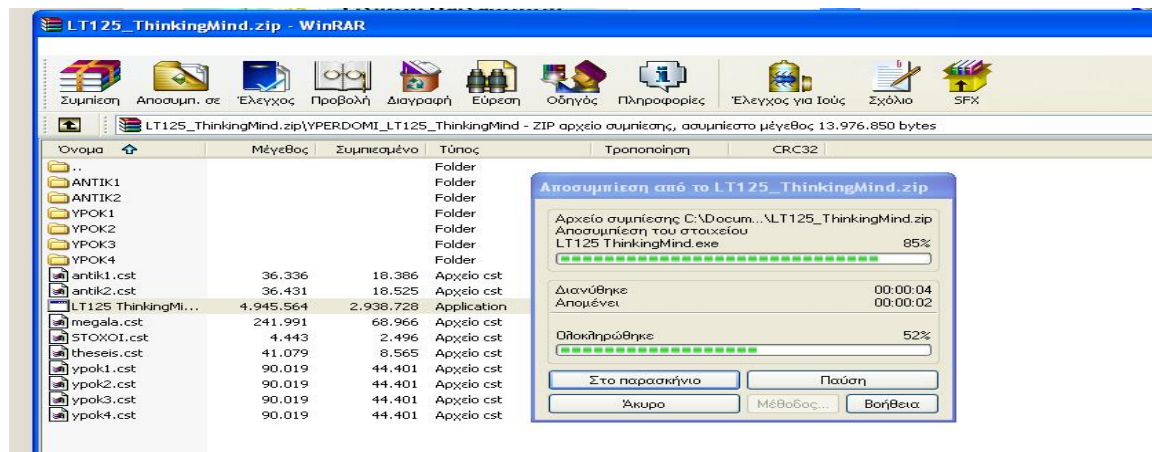 LT125_ThinkingMind.zip - WinRAR
Συμπίεση Αποσυμπ. σε Έλεγχος Προβολή Διαγραφή Εύρεση Οδηγός Πληροφορίες Έλεγχος για Ιούς Σχόλιο SFX
LT125_ThinkingMind.zip\YPERDOMI_LT125_ThinkingMind - ZIP αρχείο συμπίεσης, ασυμπίεστο μέγεθος 13.976.850 bytes
Όνομα Μέγεθος Συμπιεσμένο Τύπος Τροποποίηση CRC32
.. Folder
ANTIK1 Folder
ANTIK2 Folder
YPOK1 Folder
YPOK2 Folder
YPOK3 Folder
YPOK4 Folder
antik1.cst 36.336 18.386 Αρχείο cst
antik2.cst 36.431 18.525 Αρχείο cst
LT125 ThinkingMi... 4.945.564 2.938.728 Application
megala.cst 241.991 68.966 Αρχείο cst
STOXOI.cst 4.443 2.496 Αρχείο cst
theseis.cst 41.079 8.565 Αρχείο cst
ypok1.cst 90.019 44.401 Αρχείο cst
ypok2.cst 90.019 44.401 Αρχείο cst
ypok3.cst 90.019 44.401 Αρχείο cst
ypok4.cst 90.019 44.401 Αρχείο cst
Αποσυμπίεση από το LT125_ThinkingMind.zip
Αρχείο συμπίεσης C:\Docum...\LT125_ThinkingMind.zip
Αποσυμπίεση του στοιχείου
LT125 ThinkingMind.exe 85%
Διανύθηκε 00:00:04
Απομένει 00:00:02
Ολοκληρώθηκε 52%
Στο παρασκήνιο Παύση
Άκυρο Μέθοδος... Βοήθεια